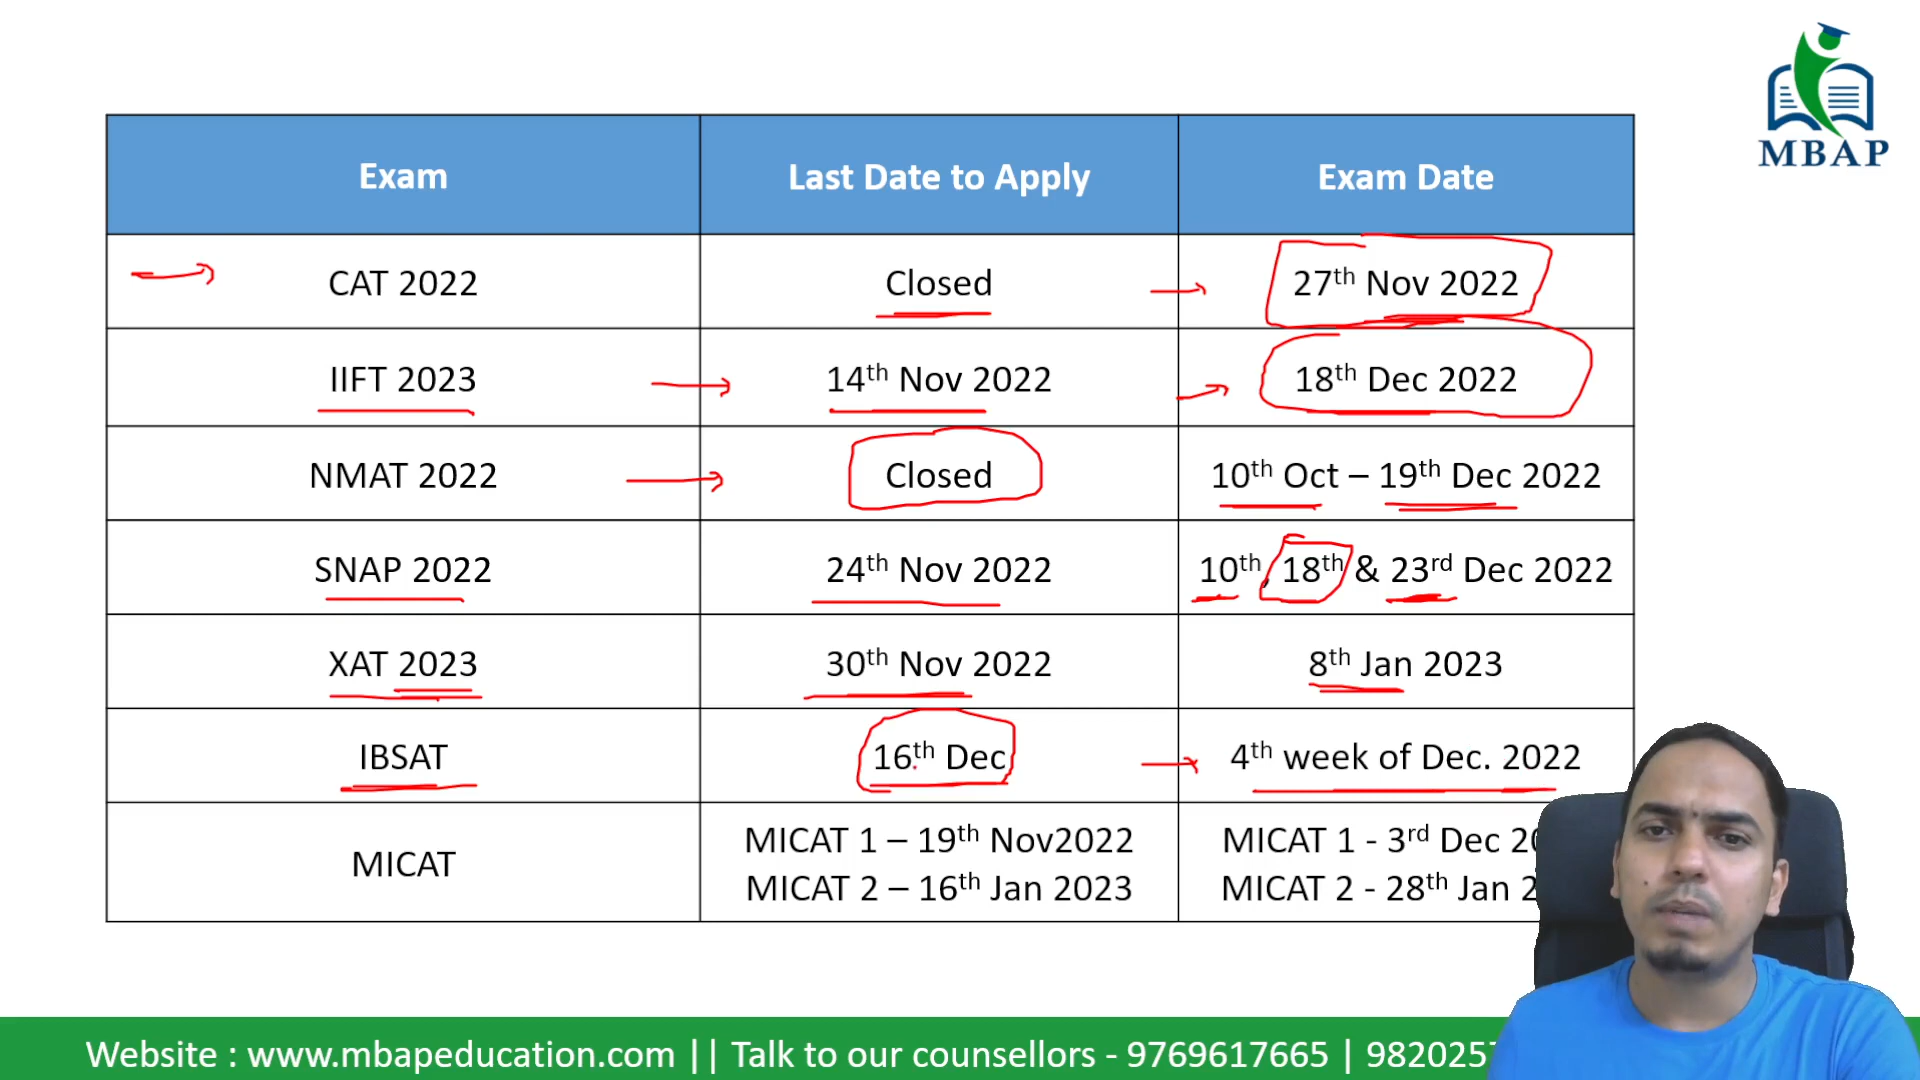 MBAP
Exam Last Date to Apply Exam Date
CAT 2022 Closed 27th Nov 2022
IIFT 2023 14th Nov 2022 18th Dec 2022
NMAT 2022 Closed 10th Oct – 19th Dec 2022
SNAP 2022 24th Nov 2022 10th, 18th & 23rd Dec 2022
XAT 2023 30th Nov 2022 8th Jan 2023
IBSAT 16th Dec 4th week of Dec. 2022
MICAT MICAT 1 – 19th Nov2022 MICAT 1 - 3rd Dec
MICAT 2 – 16th Jan 2023 MICAT 2 - 28th Jan
Website : www.mbapeducation.com || Talk to our counsellors - 9769617665 |